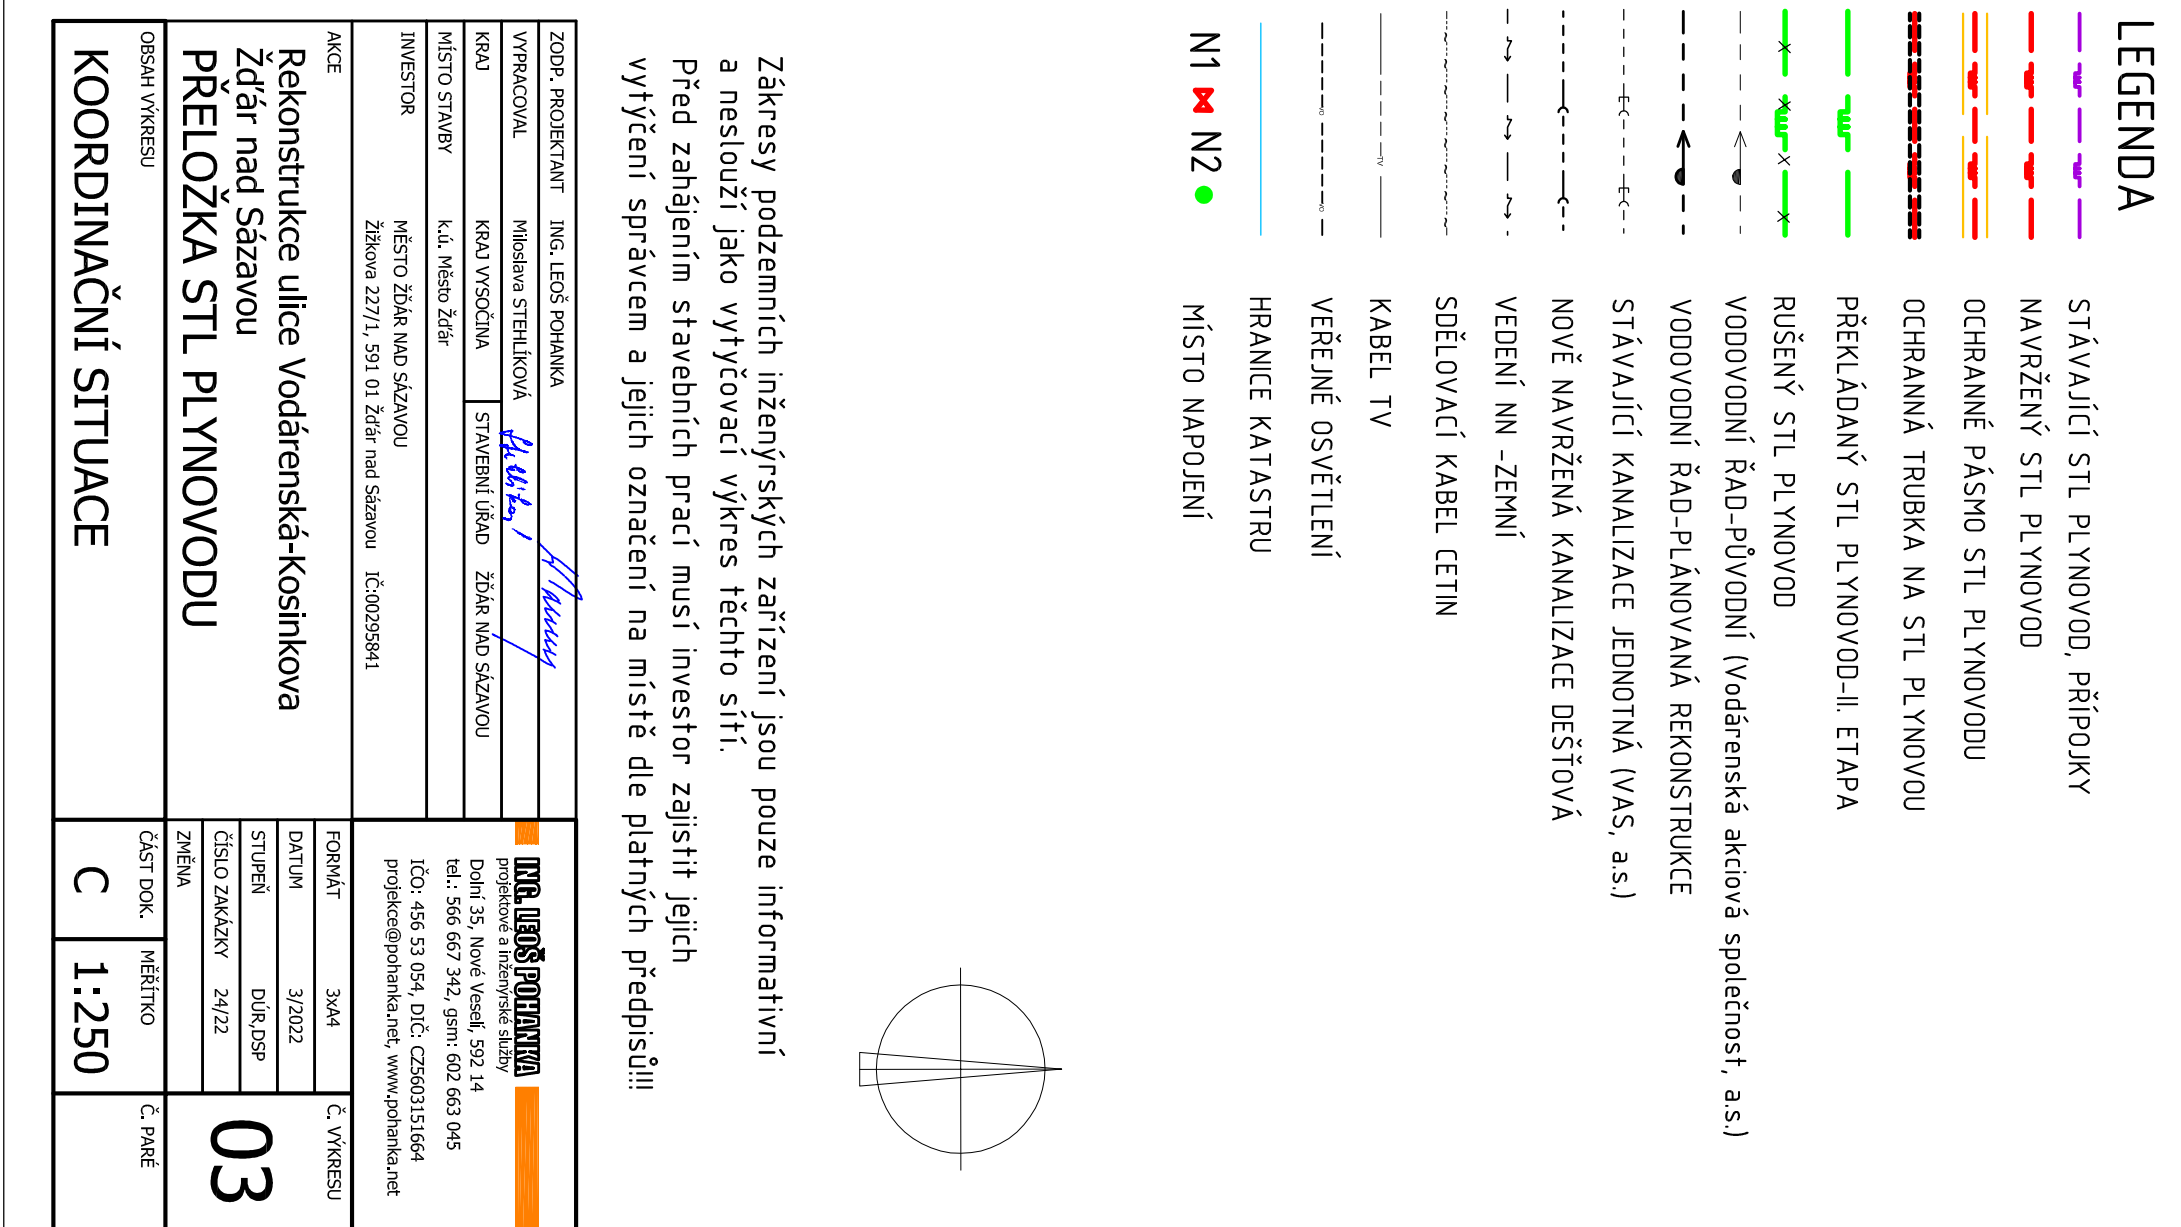 LEGENDA
STÁVAJÍCÍ STL PLYNOVOD, PŘÍPOJKY
NAVRŽENÝ STL PLYNOVOD
OCHRANNÉ PÁSMO STL PLYNOVODU
OCHRANNÁ TRUBKA NA STL PLYNOVOU
PŘEKLÁDANÝ STL PLYNOVOD-II. ETAPA
RUŠENÝ STL PLYNOVOD
VODOVODNÍ ŘAD-PŮVODNÍ (Vodárenská akciová společnost, a.s.)
VODOVODNÍ ŘAD-PLÁNOVANÁ REKONSTRUKCE
STÁVAJÍCÍ KANALIZACE JEDNOTNÁ (VAS, a.s.)
NOVĚ NAVRŽENÁ KANALIZACE DEŠŤOVÁ
VEDENÍ NN -ZEMNÍ
SDĚLOVACÍ KABEL CETIN
TV KABEL TV
VO VO VEŘEJNÉ OSVĚTLENÍ
HRANICE KATASTRU
N1 N2 MÍSTO NAPOJENÍ
Zákresy podzemních inženýrských zařízení jsou pouze informativní
a neslouží jako vytyčovací výkres těchto sítí.
Před zahájením stavebních prací musí investor zajistit jejich
vytýčení správcem a jejich označení na místě dle platných předpisů!!!
ZODP. PROJEKTANT ING. LEOŠ POHANKA
VYPRACOVAL Miloslava STEHLÍKOVÁ
KRAJ KRAJ VYSOČINA STAVEBNÍ ÚŘAD ŽĎÁR NAD SÁZAVOU
MÍSTO STAVBY k.ú. Město Žďár
INVESTOR MĚSTO ŽĎÁR NAD SÁZAVOU
Žižkova 227/1, 591 01 Žďár nad Sázavou IČ:00295841
ING. LEOŠ POHANKA
projektové a inženýrské služby
Dolní 35, Nové Veselí, 592 14
tel.: 566 667 342, gsm: 602 663 045
IČO: 456 53 054, DIČ: CZ5603151664
projekce@pohanka.net, www.pohanka.net
AKCE
Rekonstrukce ulice Vodárenská-Kosinkova
Žďár nad Sázavou
PŘELOŽKA STL PLYNOVODU
FORMÁT 3xA4
DATUM 3/2022
STUPEŇ DÚR,DSP
ČÍSLO ZAKÁZKY 24/22
ZMĚNA
Č. VÝKRESU
03
OBSAH VÝKRESU
KOORDINAČNÍ SITUACE
ČÁST DOK.
C
MĚŘÍTKO
1:250
Č. PARÉ